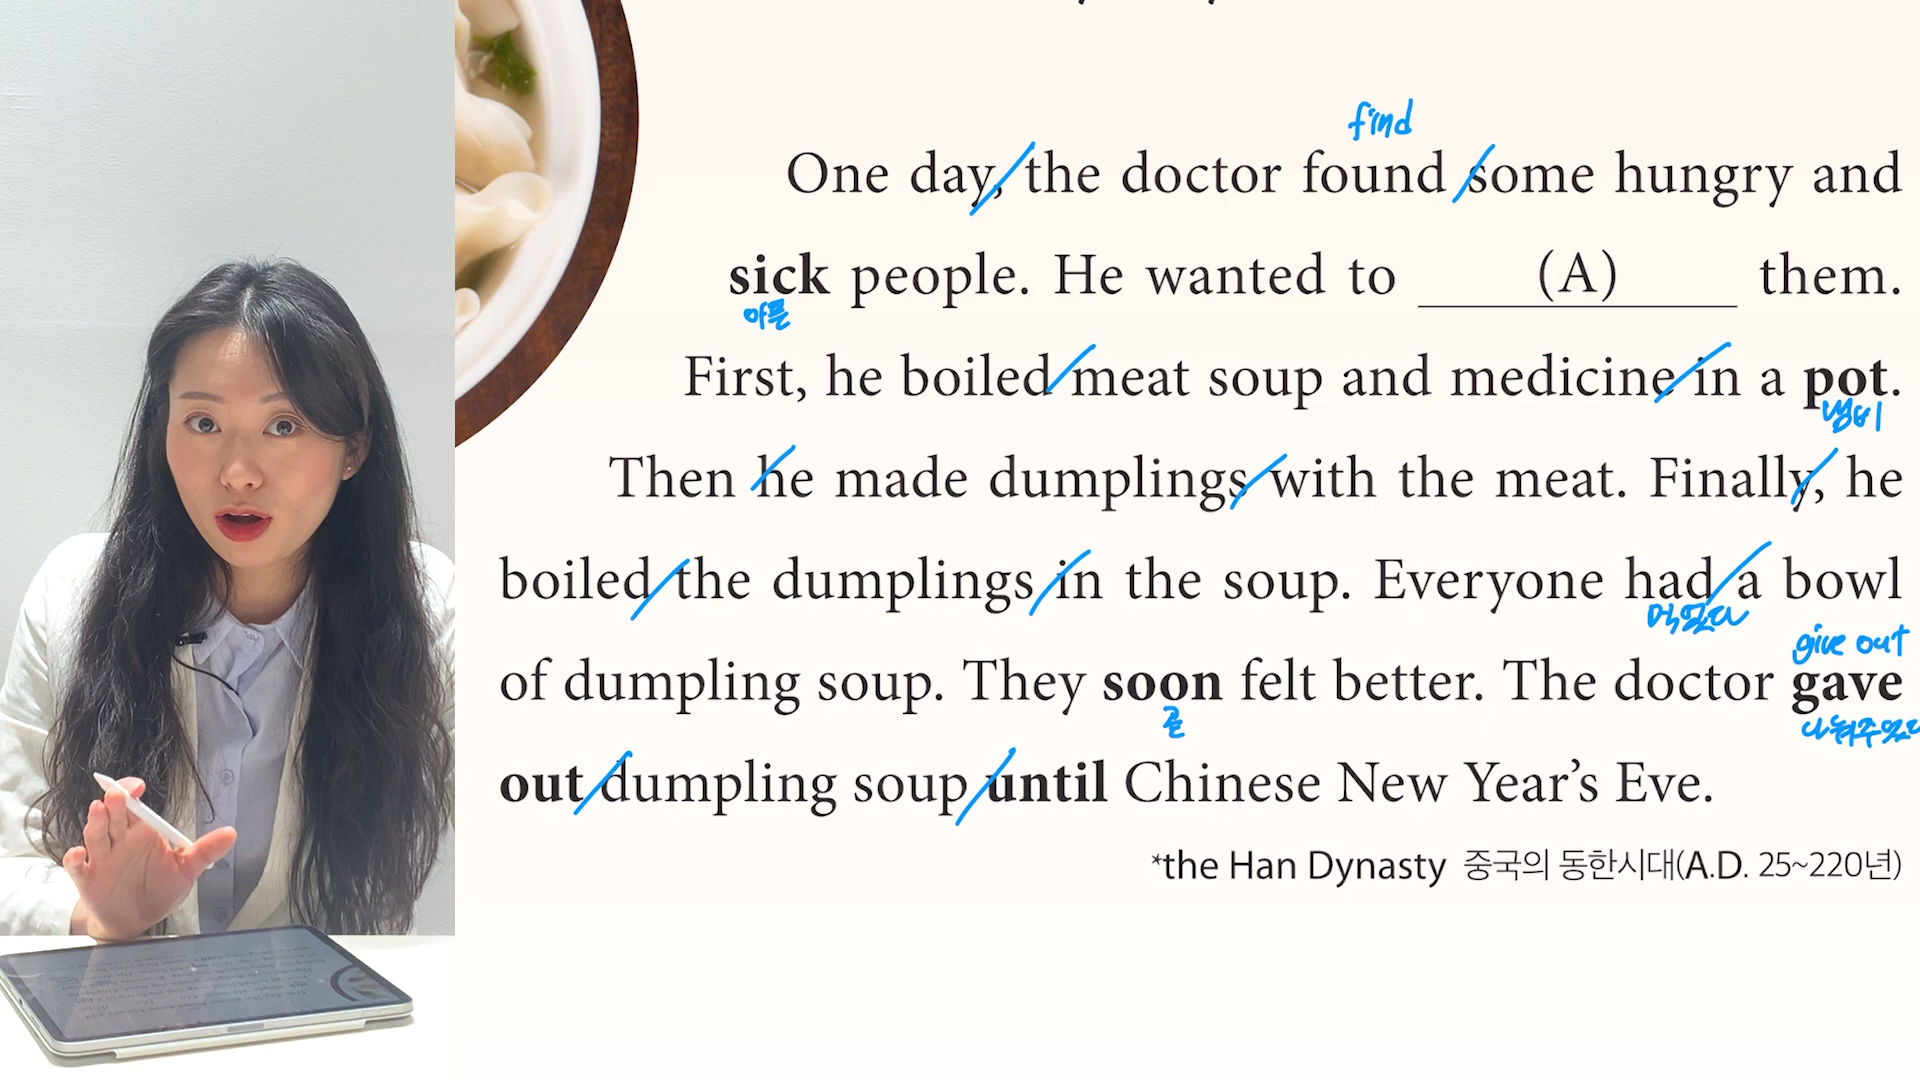 find
One day, the doctor found some hungry and
sick people. He wanted to (A) them.
아픈
First, he boiled meat soup and medicine in a pot.
냄비
Then he made dumplings with the meat. Finally, he
boiled the dumplings in the soup. Everyone had a bowl
먹었다
give out
of dumpling soup. They soon felt better. The doctor gave
곧
나눠주었다
out dumpling soup until Chinese New Year’s Eve.
*the Han Dynasty 중국의 동한시대(A.D. 25~220년)